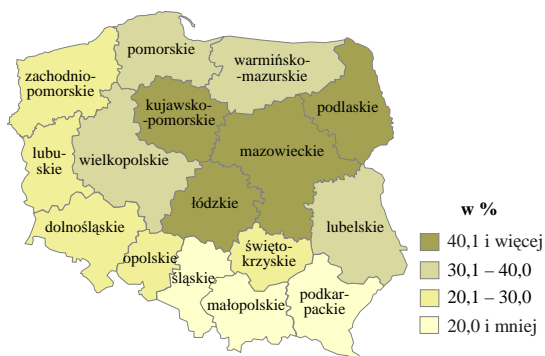 pomorskie
warmińsko-
-mazurskie
zachodnio-
pomorskie
podlaskie
kujawsko-
-pomorskie
mazowieckie
lubu-
skie
wielkopolskie
łódzkie
lubelskie
dolnośląskie
święto-
krzyskie
opolskie
śląskie
małopolskie
podkar-
packie
w %
40,1 i więcej
30,1 – 40,0
20,1 – 30,0
20,0 i mniej